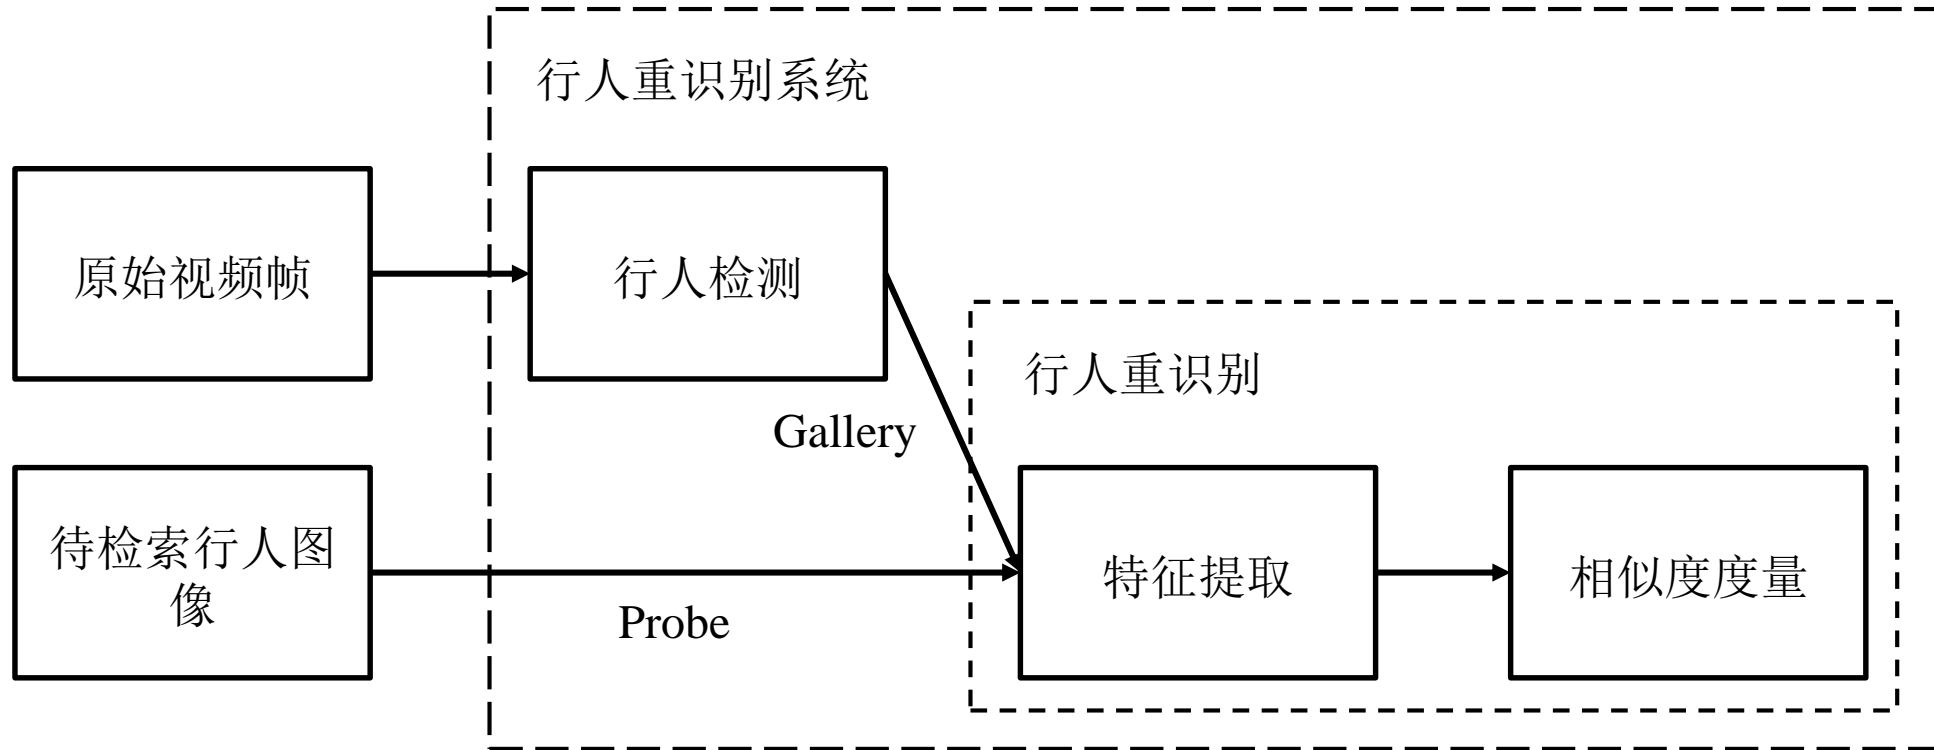 行人重识别系统
原始视频帧
行人检测
行人重识别
Gallery
待检索行人图
像
特征提取
相似度度量
Probe